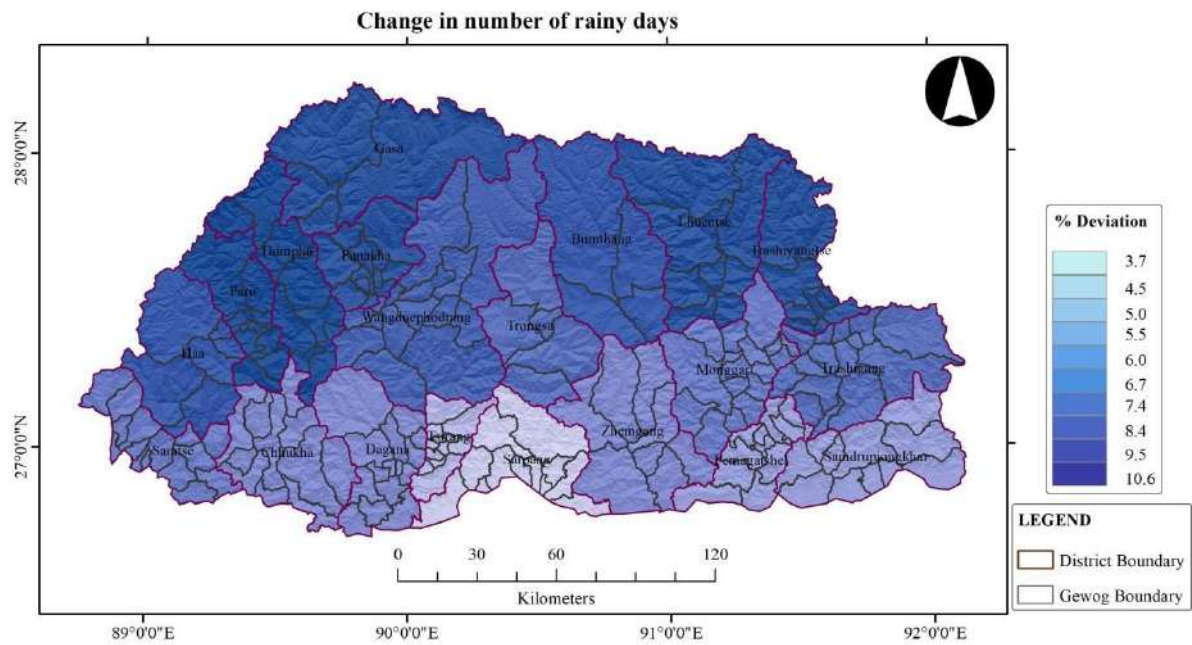 Change in number of rainy days
89°0'0"E
90°0'0"E
91°0'0"E
92°0'0"E
28°0'0"N
27°0'0"N
Gasa
Punakha
Paro
Haa
Wangduephodrang
Trongsa
Bumthang
Lhuentse
Trashiyangtse
Monggar
Trashigang
Samtse
Chhukha
Dagana
Tsirang
Sarpang
Zhemgang
Pemagatshel
Samdrupjongkhar
0
30
60
120
Kilometers
% Deviation
3.7
4.5
5.0
5.5
6.0
6.7
7.4
8.4
9.5
10.6
LEGEND
District Boundary
Gewog Boundary